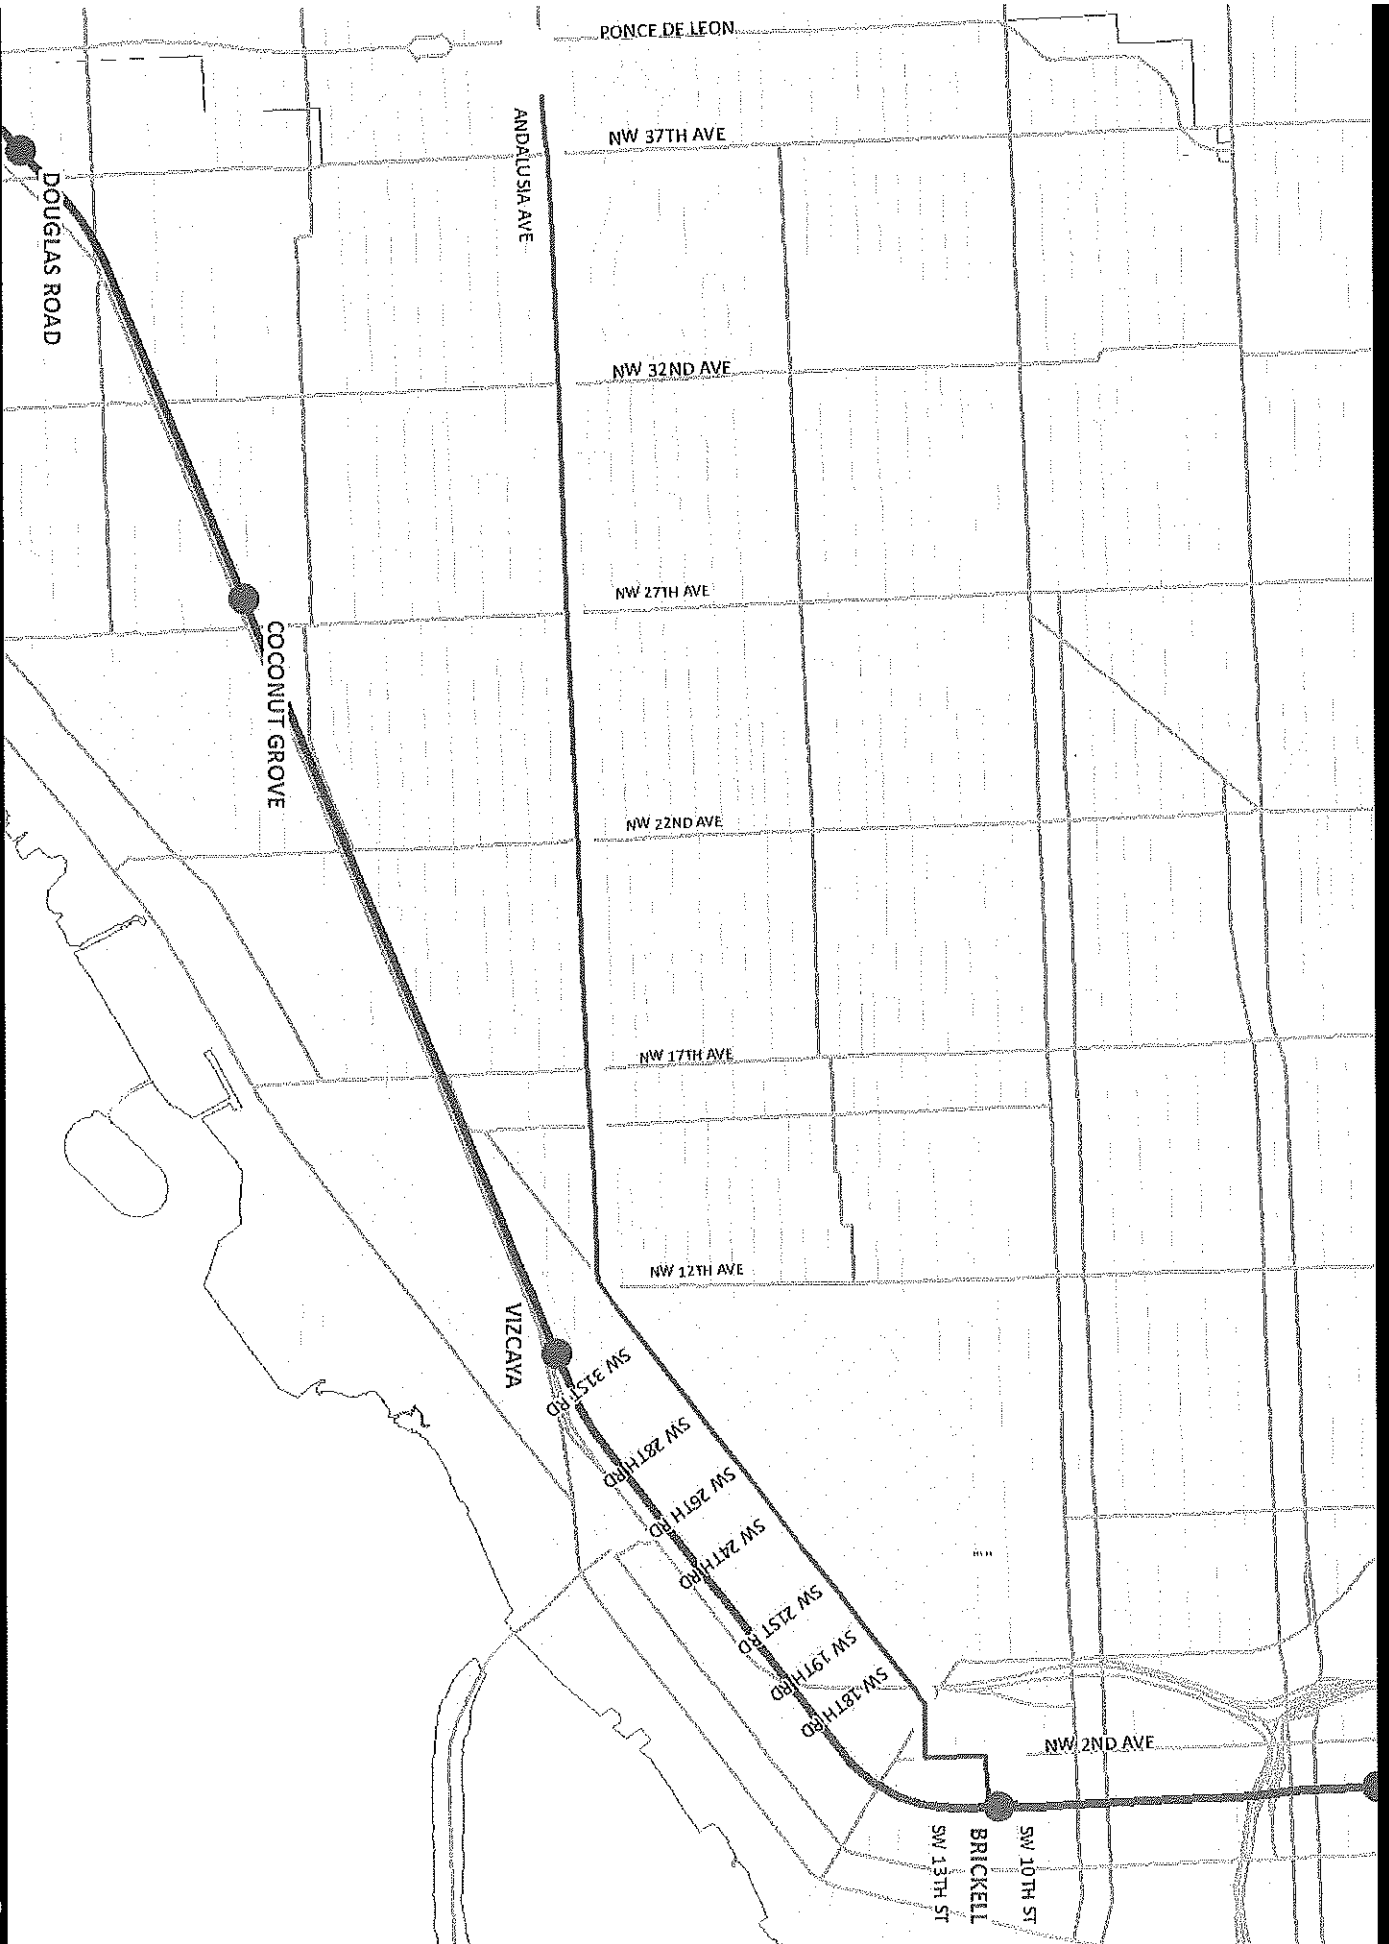 PONCE DE LEON
ANDALUSIA AVE
NW 37TH AVE
DOUGLAS ROAD
NW 32ND AVE
NW 27TH AVE
COCONUT GROVE
NW 22ND AVE
NW 17TH AVE
NW 12TH AVE
VIZCAYA
SW 31ST RD
SW 28TH RD
SW 26TH RD
SW 24TH RD
SW 21ST RD
SW 19TH RD
SW 18TH RD
NW 2ND AVE
SW 10TH ST
BRICKELL
SW 13TH ST